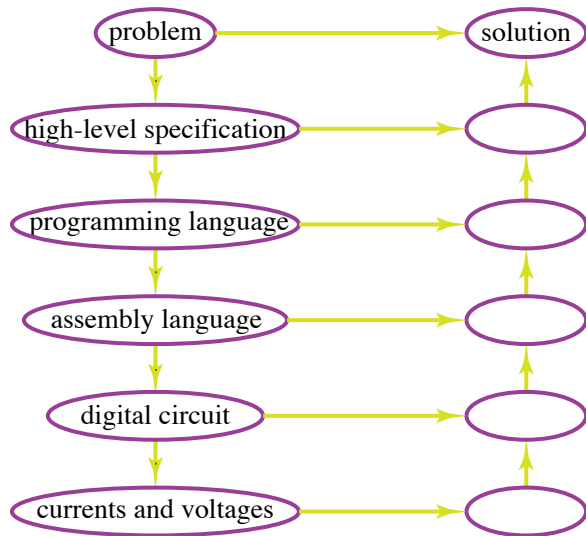 problem
solution
high-level specification
programming language
assembly language
digital circuit
currents and voltages